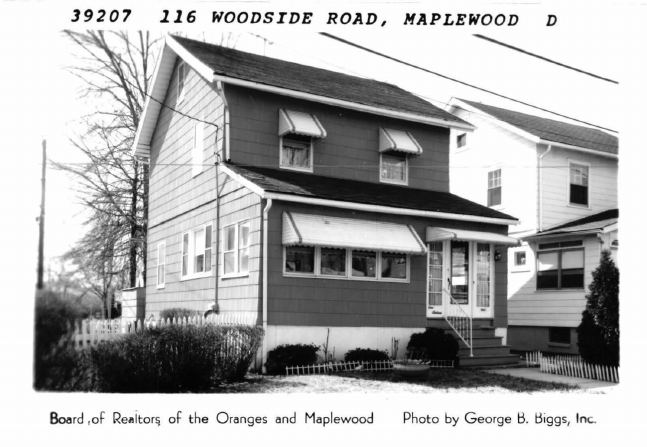 39207 116 WOODSIDE ROAD, MAPLEWOOD D
Board of Realtors of the Oranges and Maplewood Photo by George B. Biggs, Inc.